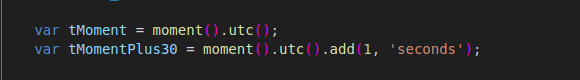 var tMoment = moment().utc();
var tMomentPlus30 = moment().utc().add(1, 'seconds');